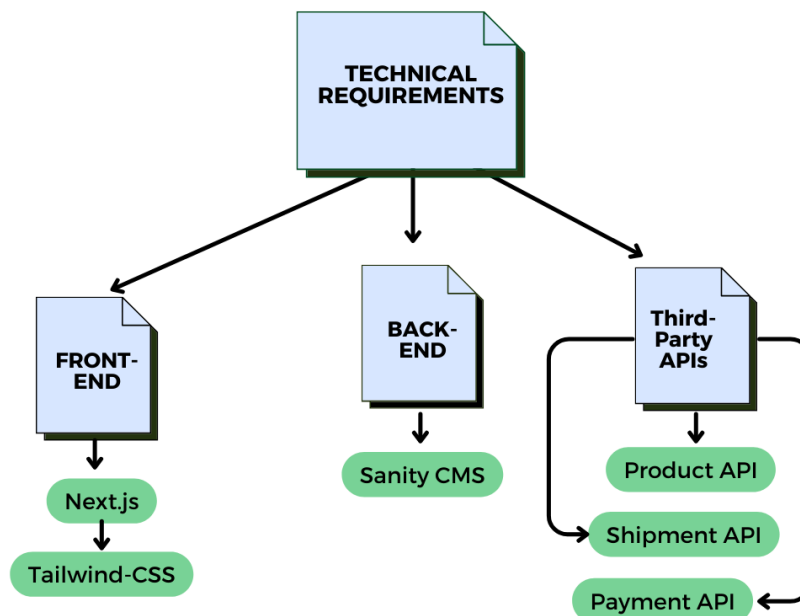 TECHNICAL
REQUIREMENTS
FRONT-
END
BACK-
END
Third-
Party
APIs
Next.js
Tailwind-CSS
Sanity CMS
Product API
Shipment API
Payment API